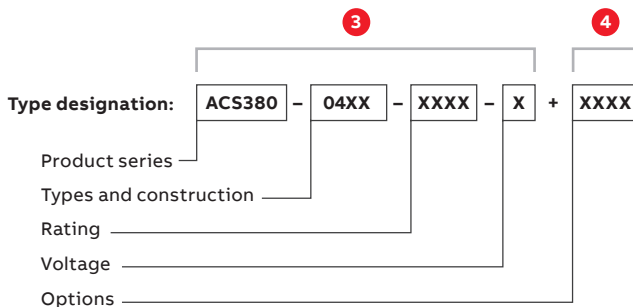 3 4
Type designation: ACS380 – 04XX – XXXX – X + XXXX
Product series
Types and construction
Rating
Voltage
Options